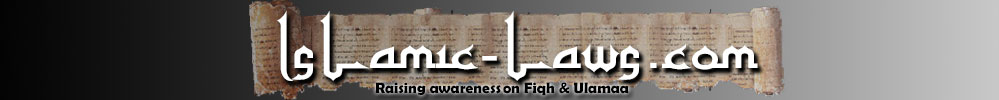 Islamic-Laws.com
Raising awareness on Fiqh & Ulamaa